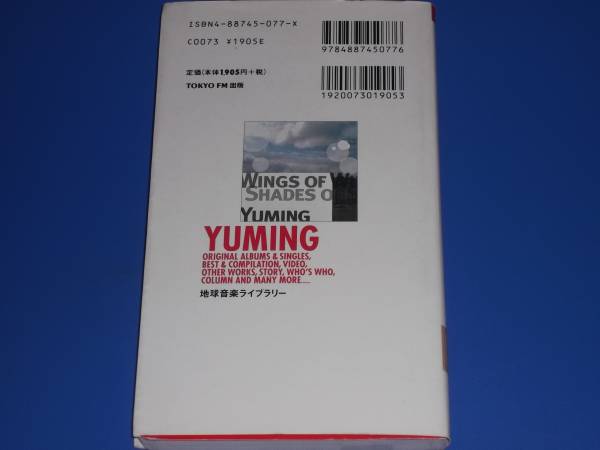 ISBN4-88745-077-X
C0073 ¥1905E
定価(本体1,905円+税)
TOKYO FM 出版
9784887450776
1920073019053
WINGS OF
SHADES O
YUMING
YUMING
ORIGINAL ALBUMS & SINGLES,
BEST & COMPILATION, VIDEO,
OTHER WORKS, STORY, WHO'S WHO,
COLUMN AND MANY MORE......
地球音楽ライブラリー